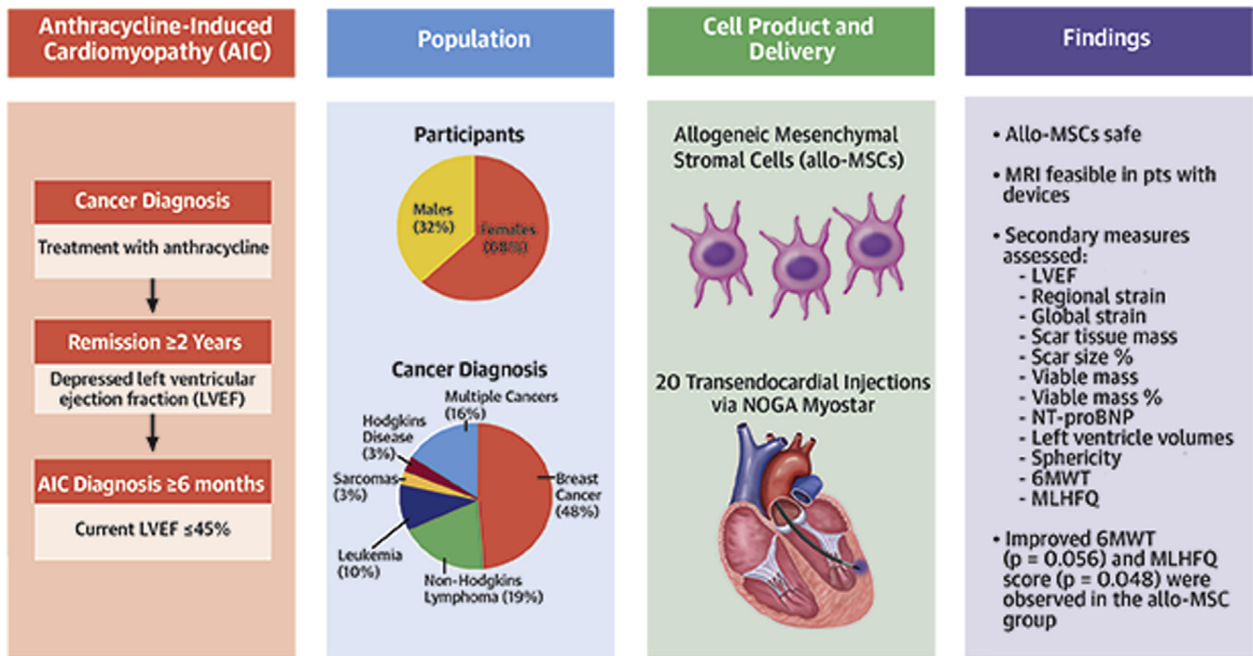 Anthracycline-Induced
Cardiomyopathy (AIC)
Cancer Diagnosis
Treatment with anthracycline
Remission ≥2 Years
Depressed left ventricular
ejection fraction (LVEF)
AIC Diagnosis ≥6 months
Current LVEF ≤45%
Population
Participants
Males
(32%)
Females
(68%)
Cancer Diagnosis
Multiple Cancers
(16%)
Hodgkins
Disease
(3%)
Sarcomas
(3%)
Leukemia
(10%)
Non-Hodgkins
Lymphoma (19%)
Breast
Cancer
(48%)
Cell Product and
Delivery
Allogeneic Mesenchymal
Stromal Cells (allo-MSCs)
20 Transendocardial Injections
via NOGA Myostar
Findings
• Allo-MSCs safe
• MRI feasible in pts with
devices
• Secondary measures
assessed:
- LVEF
- Regional strain
- Global strain
- Scar tissue mass
- Scar size %
- Viable mass
- Viable mass %
- NT-proBNP
- Left ventricle volumes
- Sphericity
- 6MWT
- MLHFQ
• Improved 6MWT
(p = 0.056) and MLHFQ
score (p = 0.048) were
observed in the allo-MSC
group